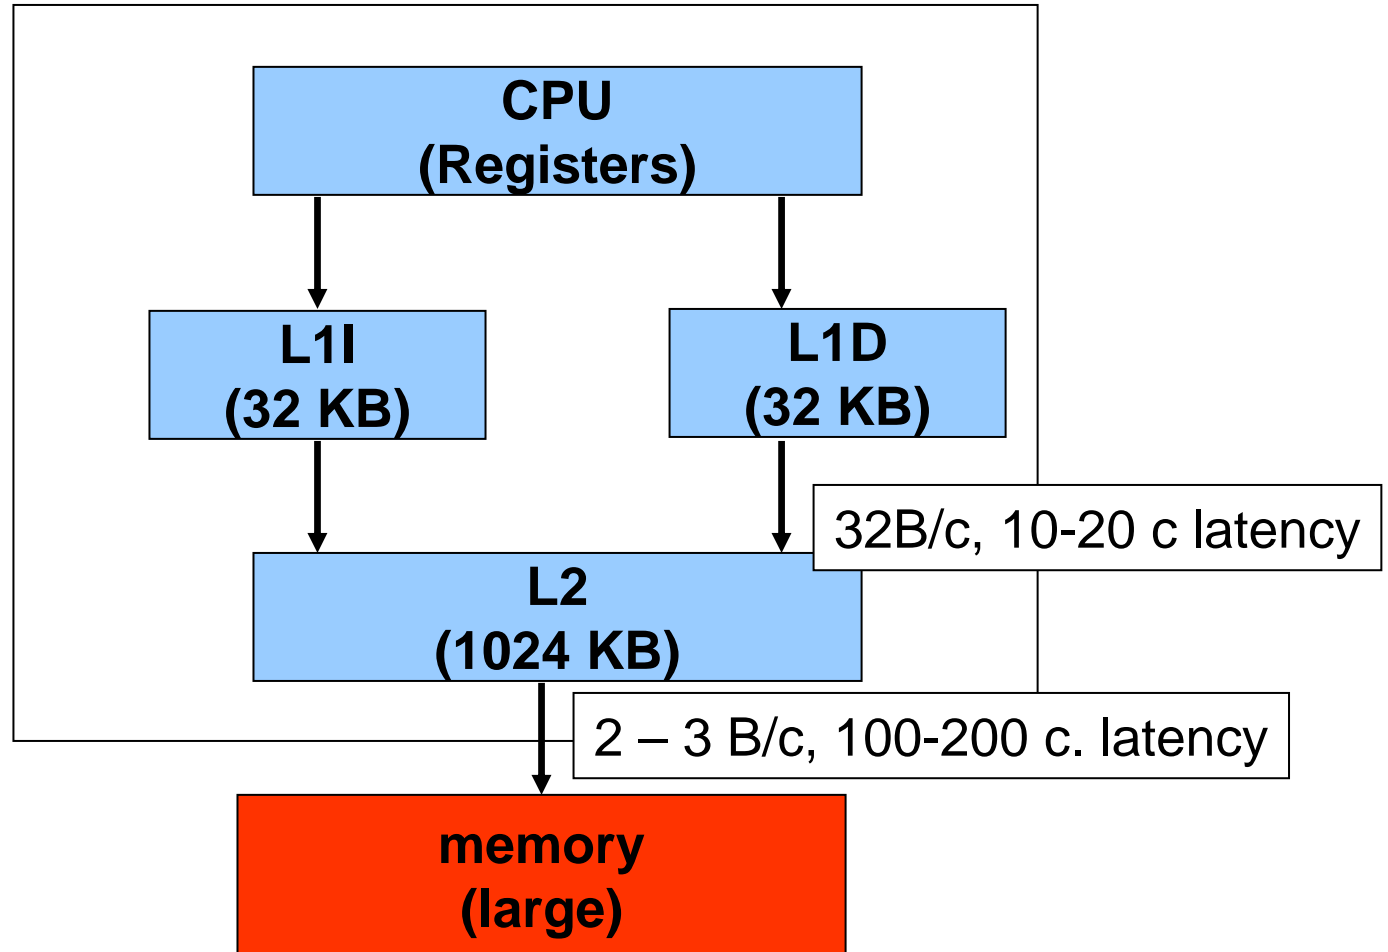 CPU
(Registers)
L1I
(32 KB)
L1D
(32 KB)
32B/c, 10-20 c latency
L2
(1024 KB)
2 – 3 B/c, 100-200 c. latency
memory
(large)